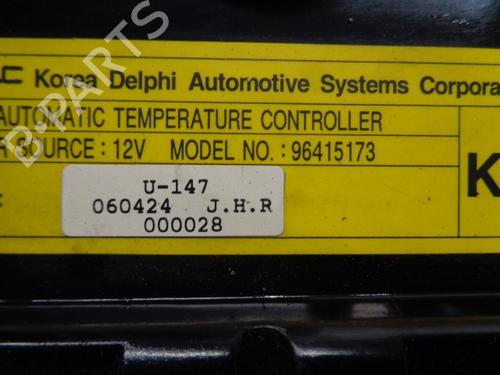 Korea Delphi Automotive Systems Corpora
AUTOMATIC TEMPERATURE CONTROLLER
R SOURCE : 12V MODEL NO. : 96415173
K
U-147
060424 J.H.R
000028
B-PARTS